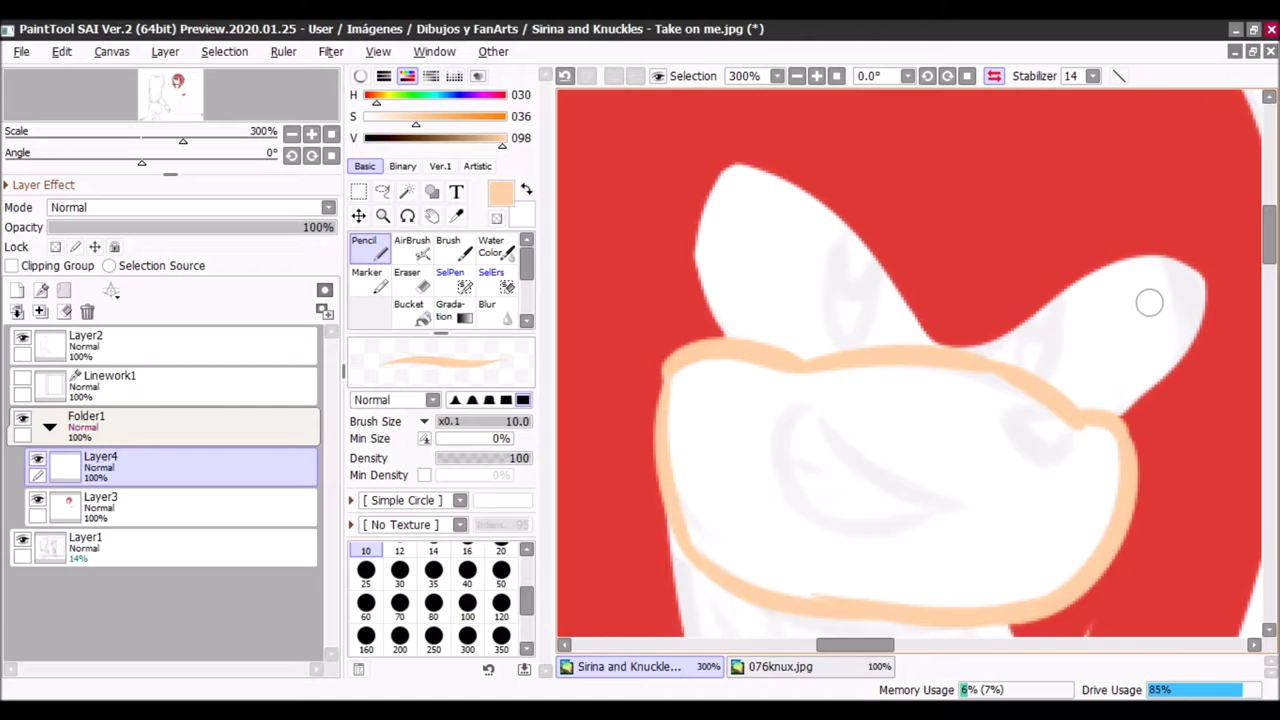 PaintTool SAI Ver.2 (64bit) Preview.2020.01.25 - User / Imágenes / Dibujos y FanArts / Sirina and Knuckles - Take on me.jpg (*)
File Edit Canvas Layer Selection Ruler Filter View Window Other
Selection 300% 0.0° Stabilizer 14
Scale 300%
Angle 0°
Layer Effect
Mode Normal
Opacity 100%
Lock
Clipping Group Selection Source
Layer2
Normal
100%
Linework1
Normal
100%
Folder1
Normal
100%
Layer4
Normal
100%
Layer3
Normal
100%
Layer1
Normal
14%
H 030
S 036
V 098
Basic Binary Ver.1 Artistic
T
Pencil AirBrush Brush Water Color
Marker Eraser SelPen SelErs
Bucket Grada-tion Blur
Normal
Brush Size x0.1 10.0
Min Size 0%
Density 100
Min Density 0%
[ Simple Circle ]
[ No Texture ] 95
10 12 14 16 20
25 30 35 40 50
60 70 80 100 120
160 200 250 300 350
Sirina and Knuckle... 300% 076knux.jpg 100%
Memory Usage 6% (7%) Drive Usage 85%